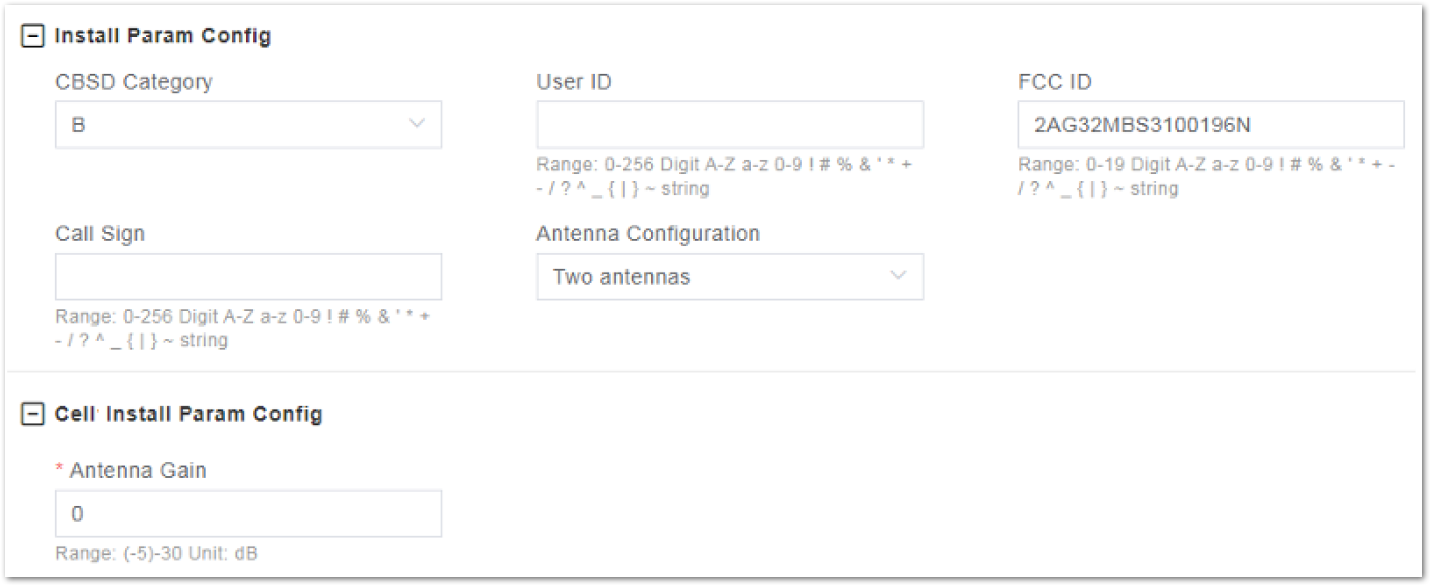 Install Param Config
CBSD Category
User ID
FCC ID
B
2AG32MBS3100196N
Range: 0-256 Digit A-Z a-z 0-9 ! # % & ' * +
- / ? ^ _ { | } ~ string
Range: 0-19 Digit A-Z a-z 0-9 ! # % & ' * + -
/ ? ^ _ { | } ~ string
Call Sign
Antenna Configuration
Two antennas
Range: 0-256 Digit A-Z a-z 0-9 ! # % & ' * +
- / ? ^ _ { | } ~ string
Cell Install Param Config
* Antenna Gain
0
Range: (-5)-30 Unit: dB